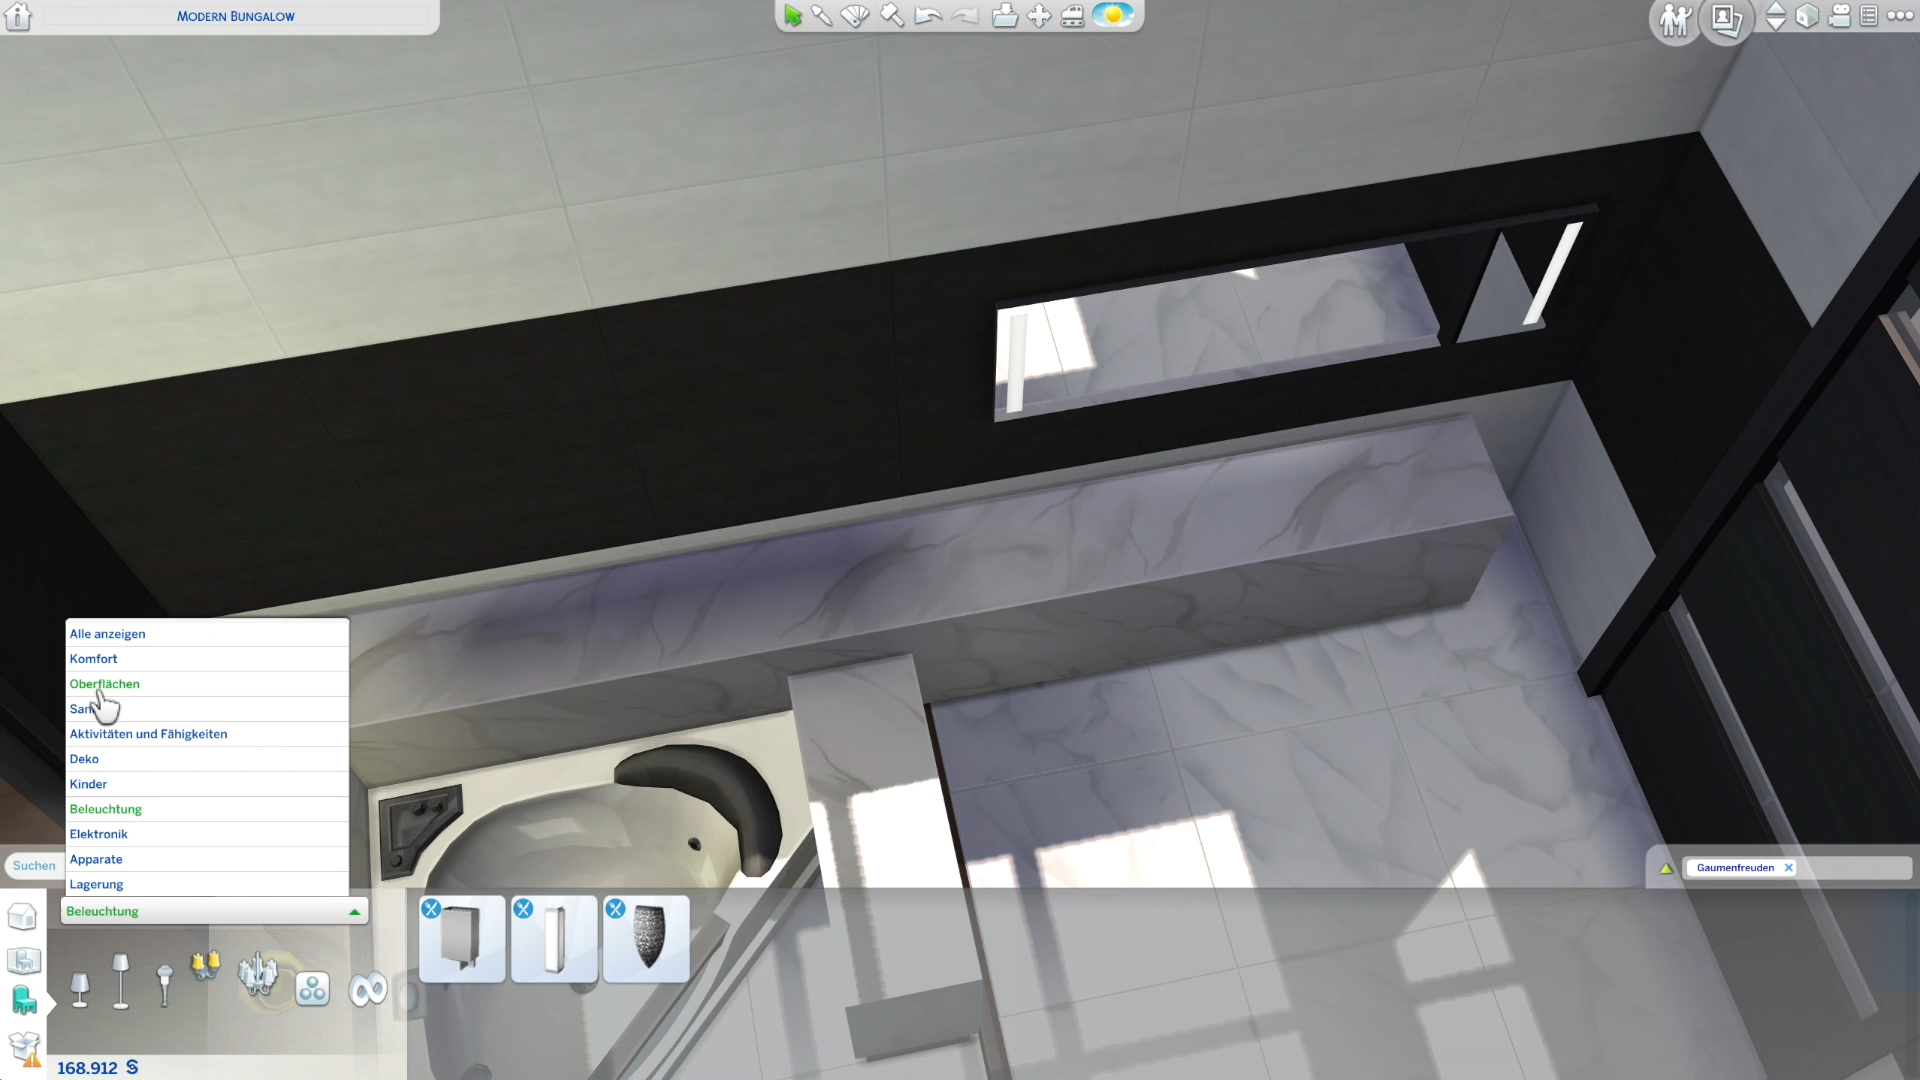 MODERN BUNGALOW
Alle anzeigen
Komfort
Oberflächen
Aktivitäten und Fähigkeiten
Deko
Kinder
Beleuchtung
Elektronik
Apparate
Lagerung
Suchen
Gaumenfreuden
Beleuchtung
168.912 S